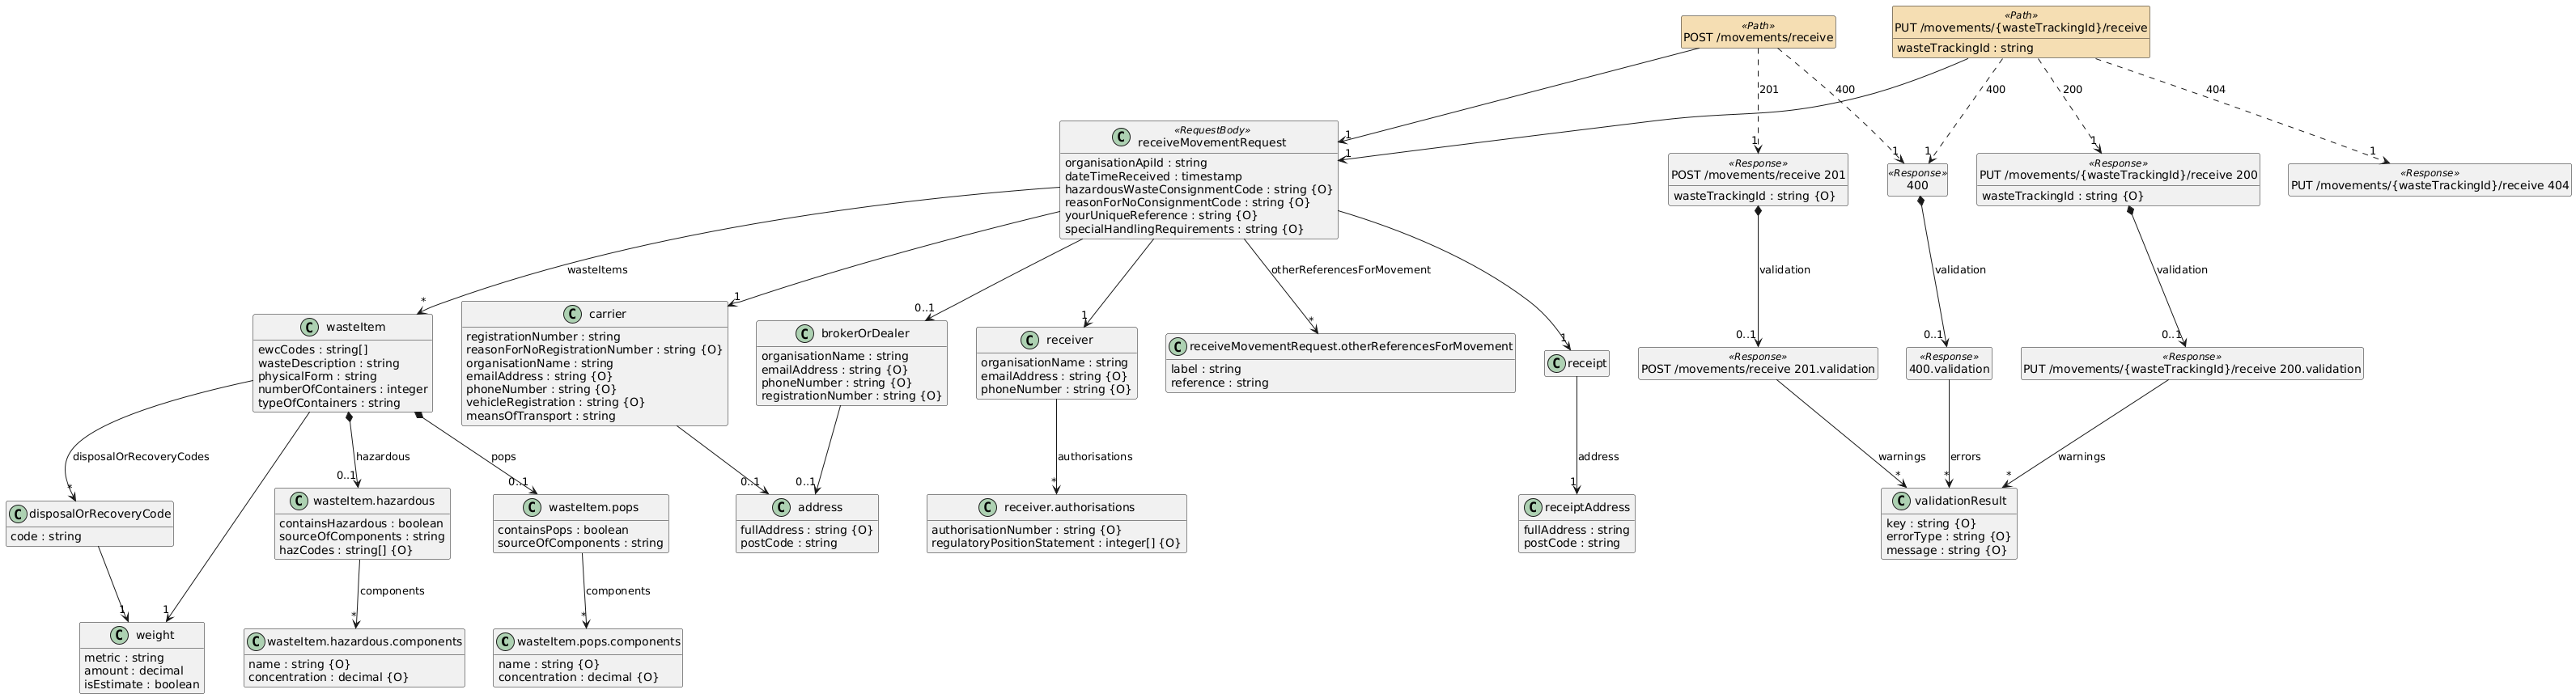 «Path»
POST /movements/receive
«Path»
PUT /movements/{wasteTrackingId}/receive
wasteTrackingId : string
201
400
400
200
404
1
1
1
1
1
1
1
«RequestBody»
C
receiveMovementRequest
organisationApiId : string
dateTimeReceived : timestamp
hazardousWasteConsignmentCode : string {O}
reasonForNoConsignmentCode : string {O}
yourUniqueReference : string {O}
specialHandlingRequirements : string {O}
«Response»
POST /movements/receive 201
wasteTrackingId : string {O}
«Response»
400
«Response»
PUT /movements/{wasteTrackingId}/receive 200
wasteTrackingId : string {O}
«Response»
PUT /movements/{wasteTrackingId}/receive 404
wasteItems
otherReferencesForMovement
validation
validation
validation
*
1
0..1
1
*
1
0..1
0..1
0..1
C wasteItem
ewcCodes : string[]
wasteDescription : string
physicalForm : string
numberOfContainers : integer
typeOfContainers : string
C carrier
registrationNumber : string
reasonForNoRegistrationNumber : string {O}
organisationName : string
emailAddress : string {O}
phoneNumber : string {O}
vehicleRegistration : string {O}
meansOfTransport : string
C brokerOrDealer
organisationName : string
emailAddress : string {O}
phoneNumber : string {O}
registrationNumber : string {O}
C receiver
organisationName : string
emailAddress : string {O}
phoneNumber : string {O}
C receiveMovementRequest.otherReferencesForMovement
label : string
reference : string
C receipt
«Response»
POST /movements/receive 201.validation
«Response»
400.validation
«Response»
PUT /movements/{wasteTrackingId}/receive 200.validation
disposalOrRecoveryCodes
hazardous
pops
authorisations
address
warnings
errors
warnings
*
0..1
0..1
0..1
0..1
*
1
*
*
*
C disposalOrRecoveryCode
code : string
C wasteItem.hazardous
containsHazardous : boolean
sourceOfComponents : string
hazCodes : string[] {O}
C wasteItem.pops
containsPops : boolean
sourceOfComponents : string
C address
fullAddress : string {O}
postCode : string
C receiver.authorisations
authorisationNumber : string {O}
regulatoryPositionStatement : integer[] {O}
C receiptAddress
fullAddress : string
postCode : string
C validationResult
key : string {O}
errorType : string {O}
message : string {O}
components
components
1
1
*
*
C weight
metric : string
amount : decimal
isEstimate : boolean
C wasteItem.hazardous.components
name : string {O}
concentration : decimal {O}
C wasteItem.pops.components
name : string {O}
concentration : decimal {O}